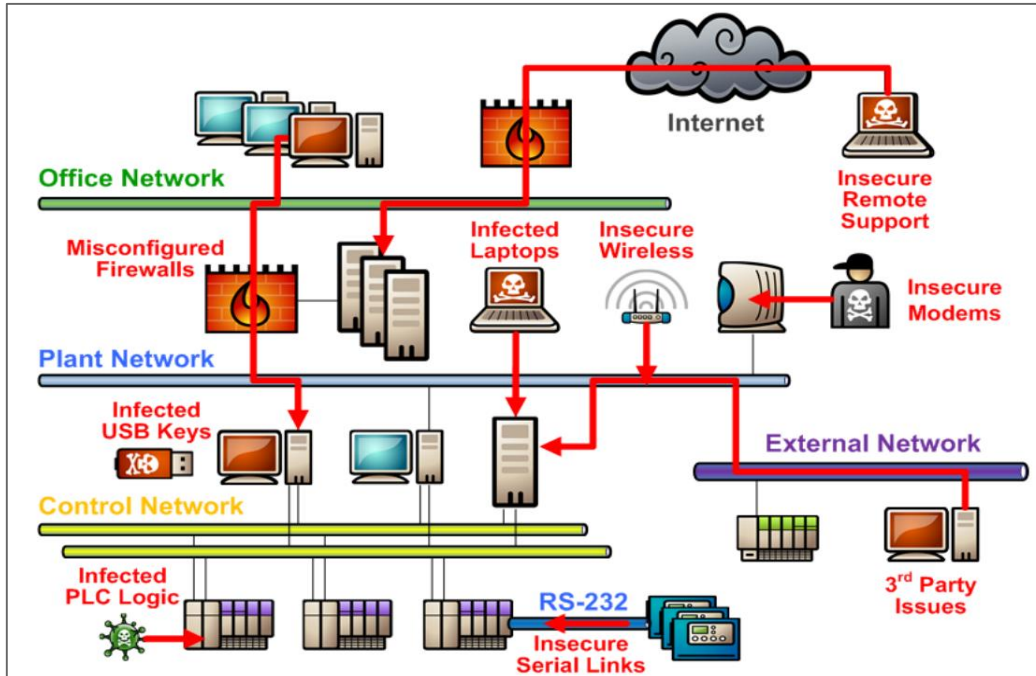 Internet
Insecure
Remote
Support
Office Network
Misconfigured
Firewalls
Infected
Laptops
Insecure
Wireless
Insecure
Modems
Plant Network
Infected
USB Keys
External Network
Control Network
3rd Party
Issues
Infected
PLC Logic
RS-232
Insecure
Serial Links